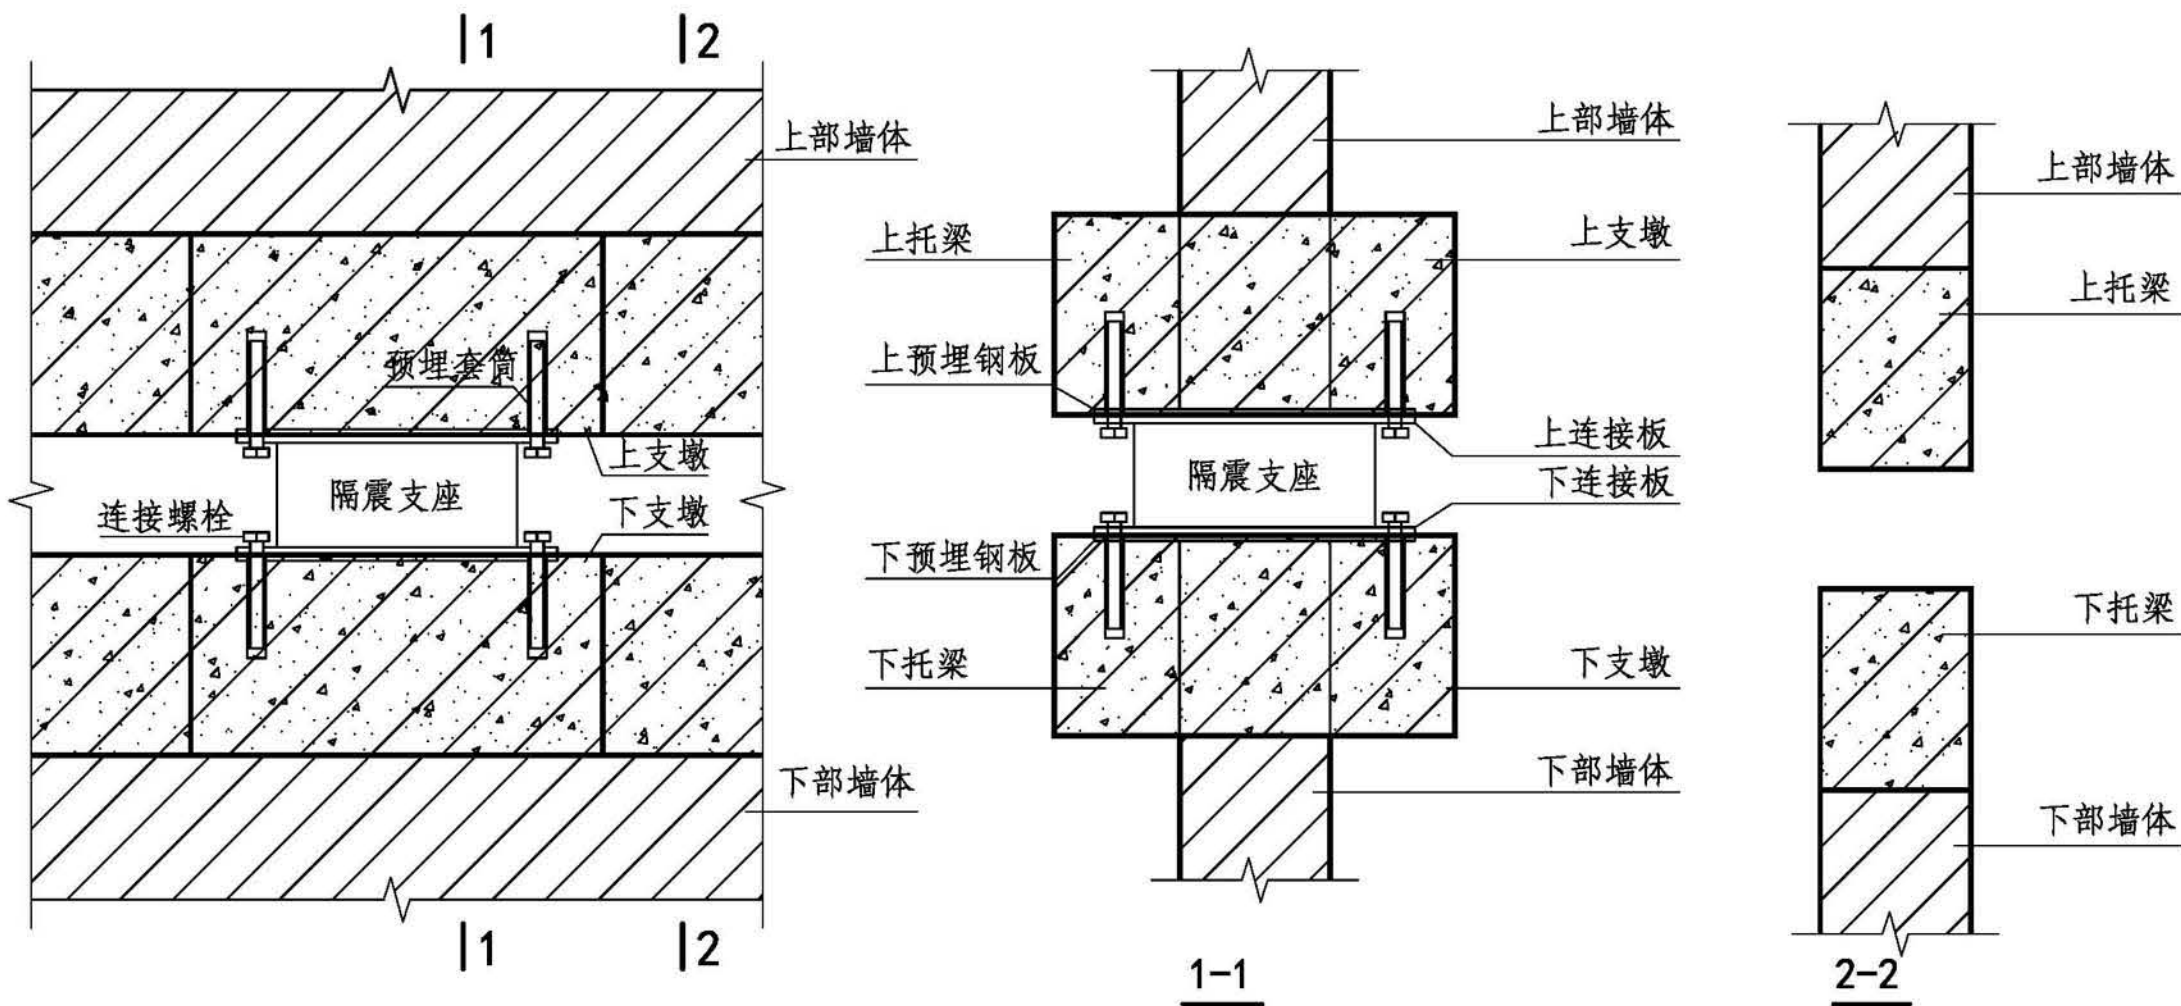 1
2
上部墙体
预埋套筒
上支墩
隔震支座
连接螺栓
下支墩
下部墙体
1
2
上部墙体
上托梁
上支墩
上预埋钢板
上连接板
隔震支座
下连接板
下预埋钢板
下托梁
下支墩
下部墙体
1-1
上部墙体
上托梁
下托梁
下部墙体
2-2